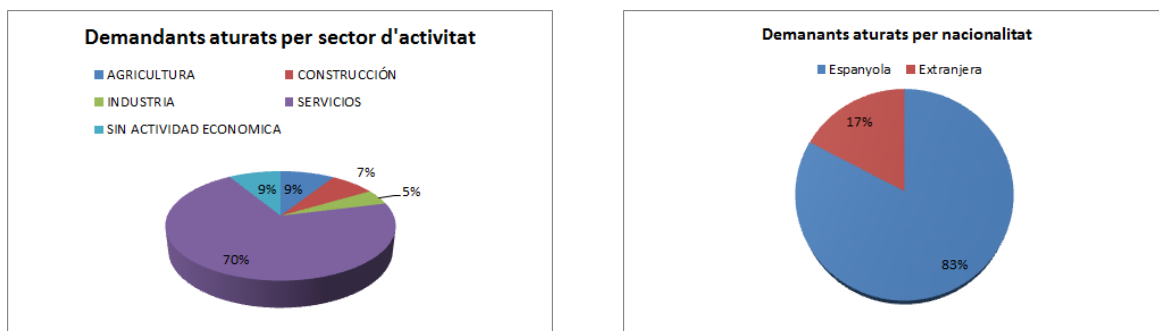 Demandants aturats per sector d'activitat
AGRICULTURA CONSTRUCCIÓN
INDUSTRIA SERVICIOS
SIN ACTIVIDAD ECONOMICA
9% 9% 7% 5%
70%
Demanants aturats per nacionalitat
Espanyola Extranjera
17%
83%